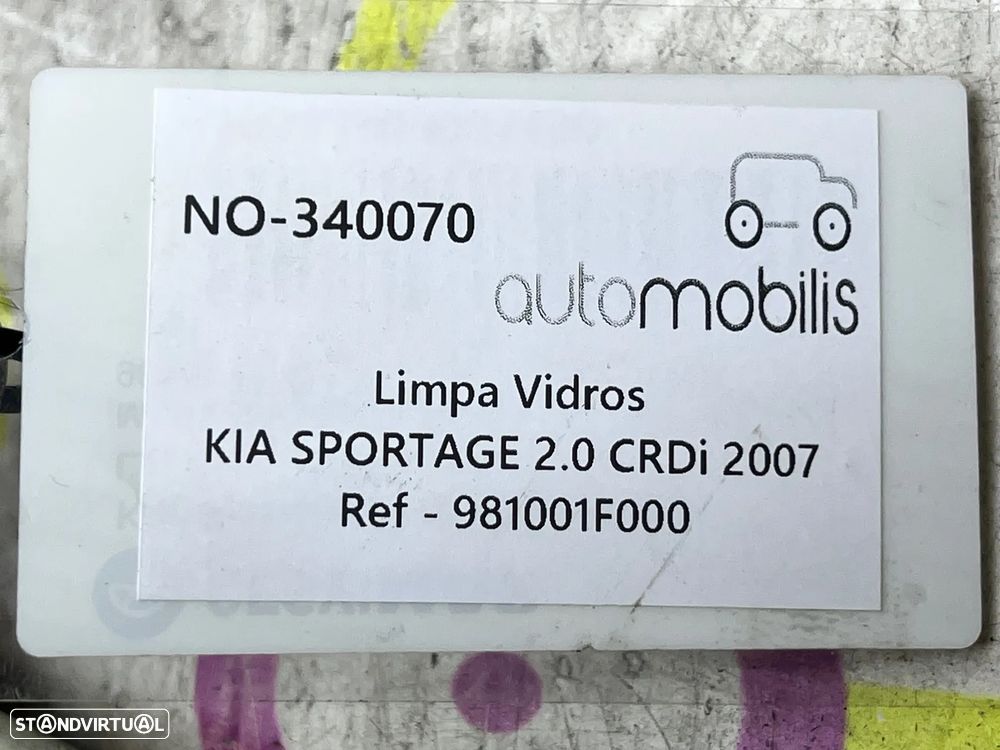 NO-340070
automobilis
Limpa Vidros
KIA SPORTAGE 2.0 CRDi 2007
Ref - 981001F000
STANDVIRTUAL